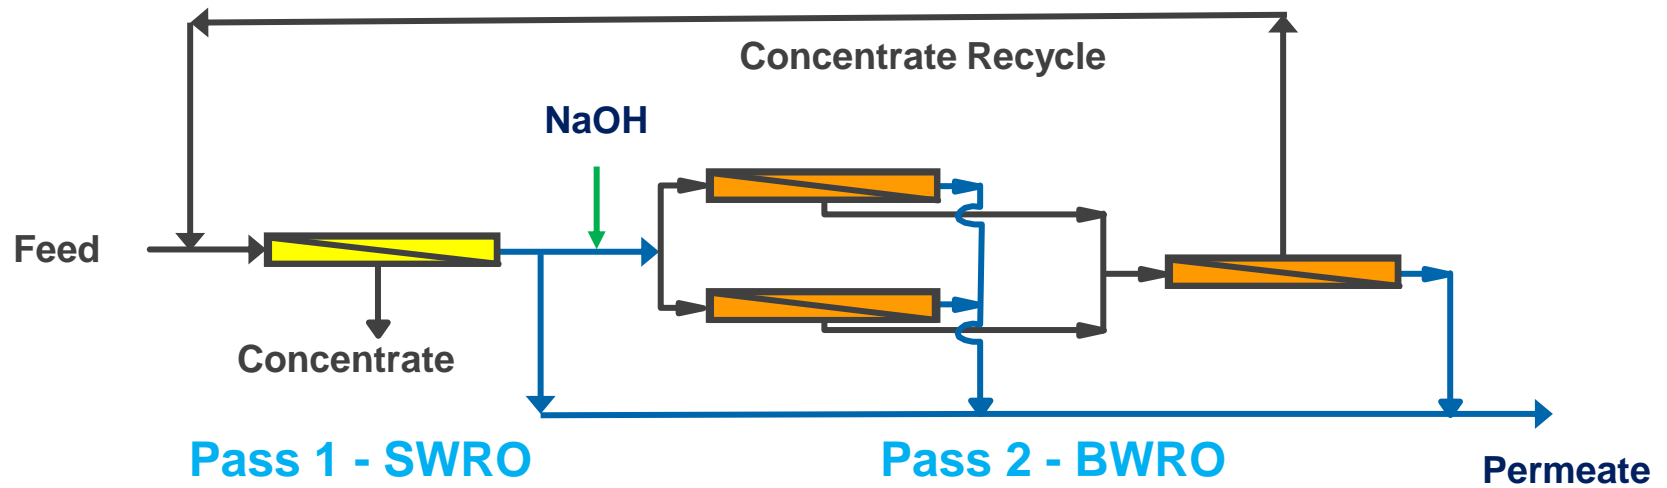 Concentrate Recycle
NaOH
Feed
Concentrate
Pass 1 - SWRO
Pass 2 - BWRO
Permeate